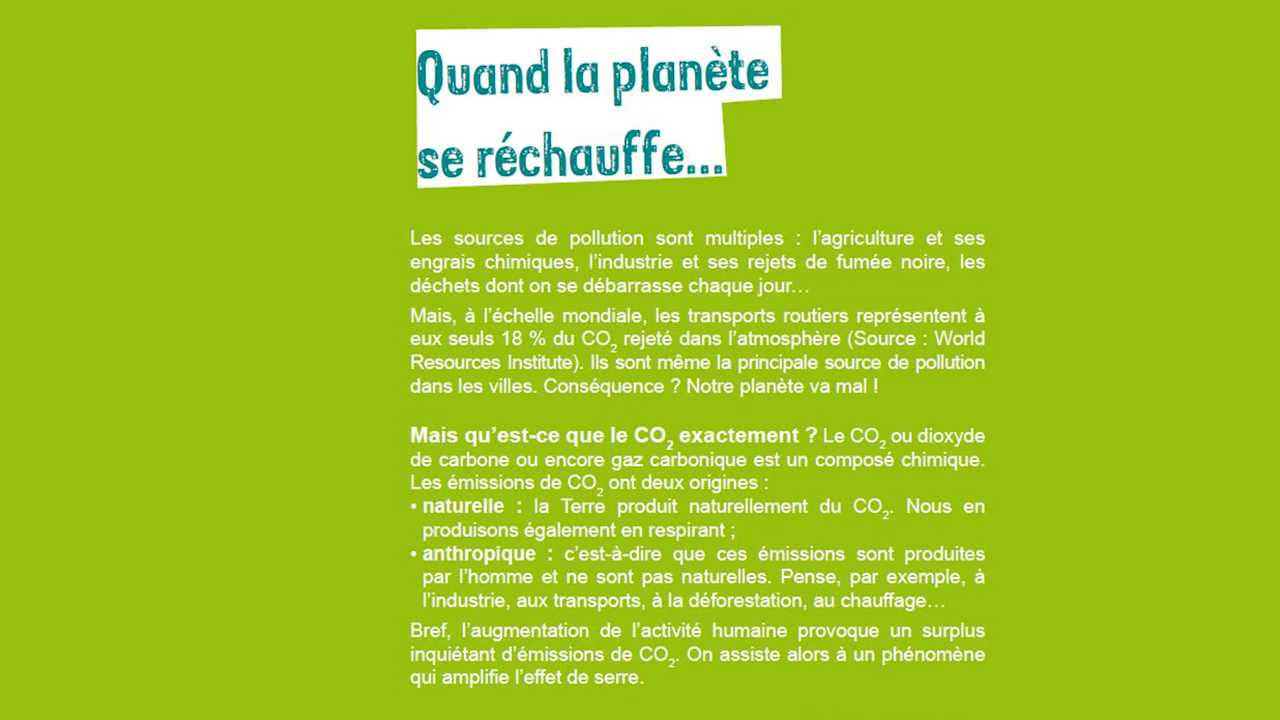 Quand la planète
se réchauffe...
Les sources de pollution sont multiples : l’agriculture et ses
engrais chimiques, l’industrie et ses rejets de fumée noire, les
déchets dont on se débarrasse chaque jour…
Mais, à l’échelle mondiale, les transports routiers représentent à
eux seuls 18 % du CO₂ rejeté dans l’atmosphère (Source : World
Resources Institute). Ils sont même la principale source de pollution
dans les villes. Conséquence ? Notre planète va mal !
Mais qu’est-ce que le CO₂ exactement ? Le CO₂ ou dioxyde
de carbone ou encore gaz carbonique est un composé chimique.
Les émissions de CO₂ ont deux origines :
• naturelle : la Terre produit naturellement du CO₂. Nous en
produisons également en respirant ;
• anthropique : c’est-à-dire que ces émissions sont produites
par l’homme et ne sont pas naturelles. Pense, par exemple, à
l’industrie, aux transports, à la déforestation, au chauffage…
Bref, l’augmentation de l’activité humaine provoque un surplus
inquiétant d’émissions de CO₂. On assiste alors à un phénomène
qui amplifie l’effet de serre.